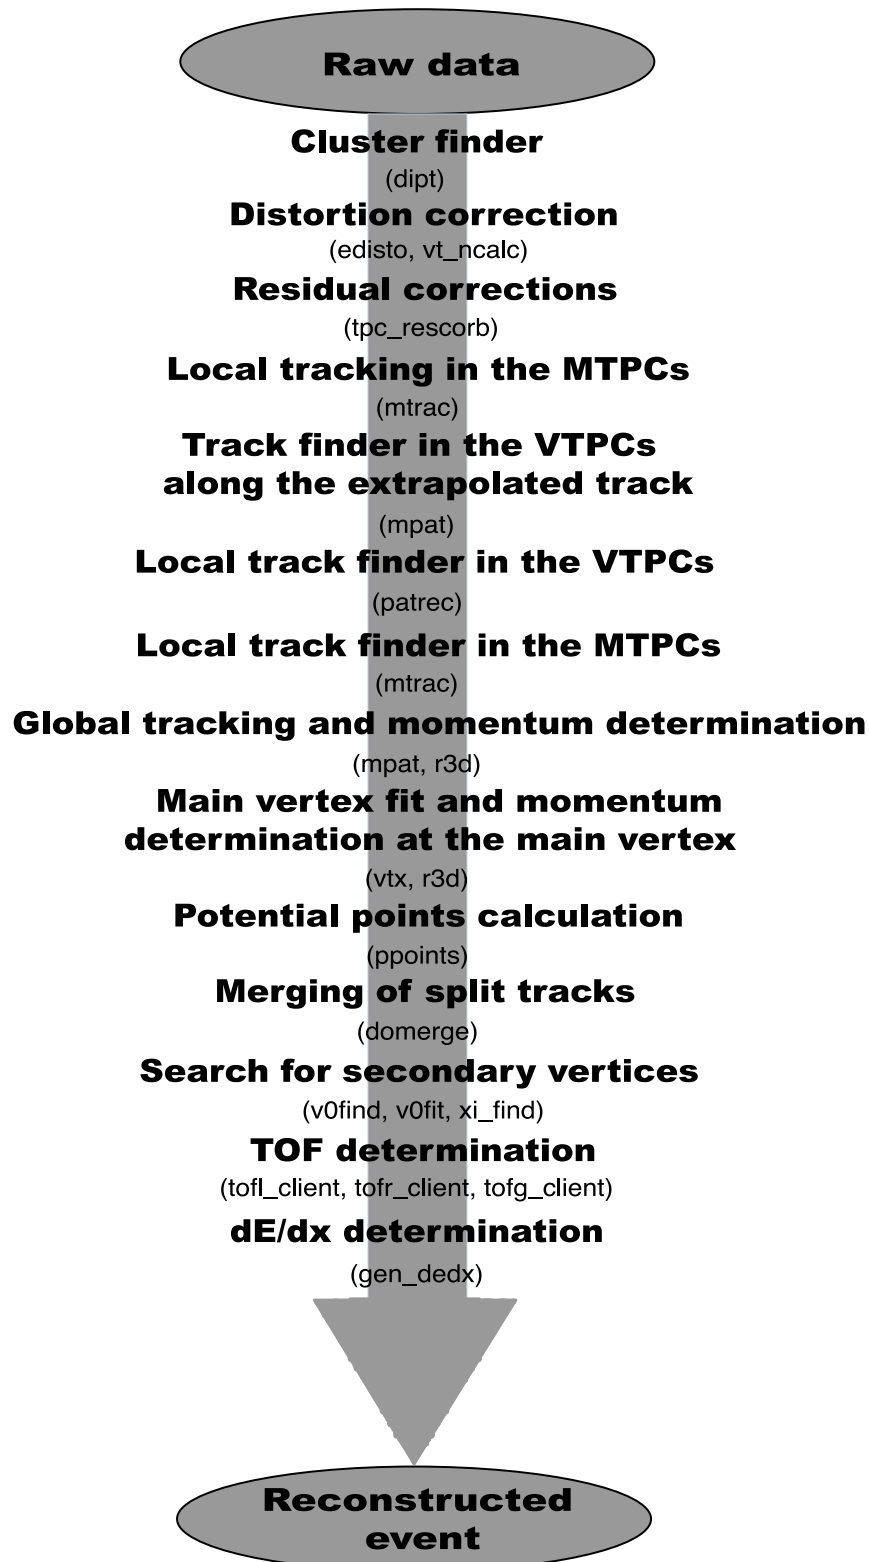 Raw data
Cluster finder
(dipt)
Distortion correction
(edisto, vt_ncalc)
Residual corrections
(tpc_rescorb)
Local tracking in the MTPCs
(mtrac)
Track finder in the VTPCs
along the extrapolated track
(mpat)
Local track finder in the VTPCs
(patrec)
Local track finder in the MTPCs
(mtrac)
Global tracking and momentum determination
(mpat, r3d)
Main vertex fit and momentum
determination at the main vertex
(vtx, r3d)
Potential points calculation
(ppoints)
Merging of split tracks
(domerge)
Search for secondary vertices
(v0find, v0fit, xi_find)
TOF determination
(tofl_client, tofr_client, tofg_client)
dE/dx determination
(gen_dedx)
Reconstructed
event